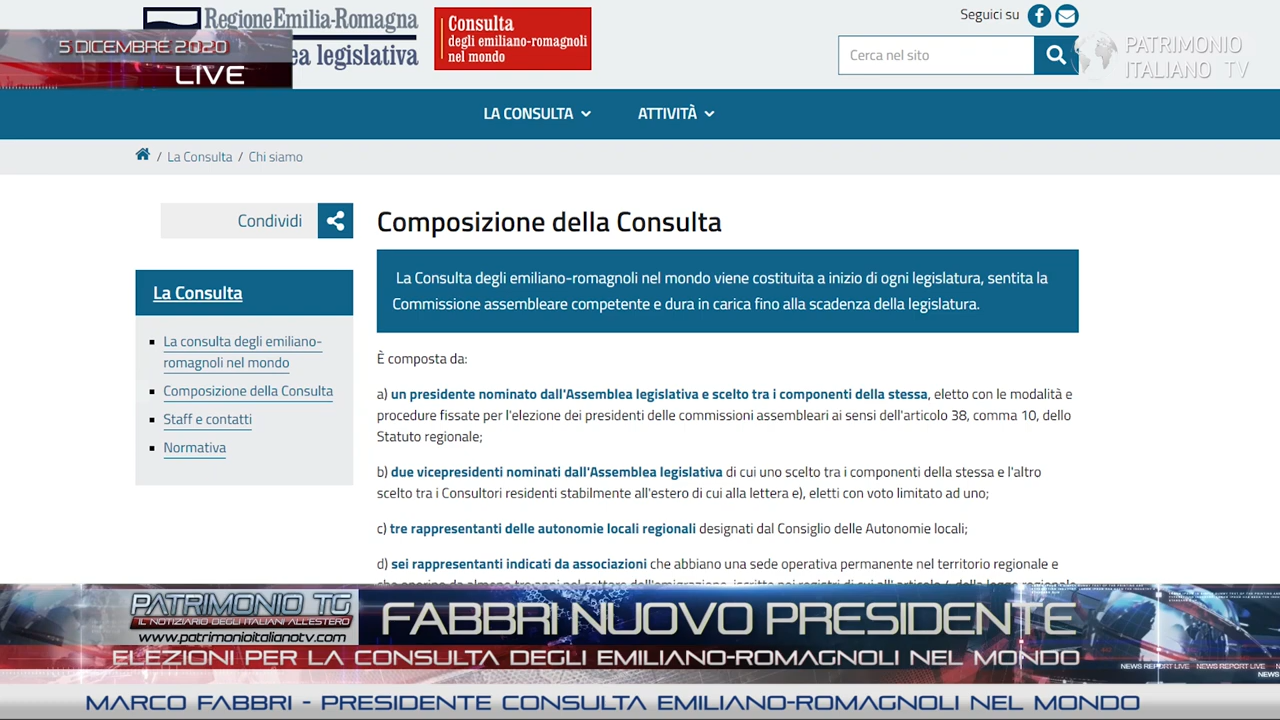 RegioneEmilia-Romagna
ea legislativa
Consulta
degli emiliano-romagnoli
nel mondo
Seguici su
Cerca nel sito
5 DICEMBRE 2020
LIVE
PATRIMONIO
ITALIANO TV
LA CONSULTA
ATTIVITÀ
/ La Consulta / Chi siamo
Condividi
La Consulta
La consulta degli emiliano-
romagnoli nel mondo
Composizione della Consulta
Staff e contatti
Normativa
Composizione della Consulta
La Consulta degli emiliano-romagnoli nel mondo viene costituita a inizio di ogni legislatura, sentita la
Commissione assembleare competente e dura in carica fino alla scadenza della legislatura.
È composta da:
a) un presidente nominato dall'Assemblea legislativa e scelto tra i componenti della stessa, eletto con le modalità e
procedure fissate per l'elezione dei presidenti delle commissioni assembleari ai sensi dell'articolo 38, comma 10, dello
Statuto regionale;
b) due vicepresidenti nominati dall'Assemblea legislativa di cui uno scelto tra i componenti della stessa e l'altro
scelto tra i Consultori residenti stabilmente all'estero di cui alla lettera e), eletti con voto limitato ad uno;
c) tre rappresentanti delle autonomie locali regionali designati dal Consiglio delle Autonomie locali;
d) sei rappresentanti indicati da associazioni che abbiano una sede operativa permanente nel territorio regionale e
PATRIMONIO TG
IL NOTIZIARIO DEGLI ITALIANI ALL'ESTERO
www.patrimonioitalianotv.com
FABBRI NUOVO PRESIDENTE
ELEZIONI PER LA CONSULTA DEGLI EMILIANO-ROMAGNOLI NEL MONDO
NEWS REPORT LIVE NEWS REPORT LIVE
NEWS
MARCO FABBRI - PRESIDENTE CONSULTA EMILIANO-ROMAGNOLI NEL MONDO